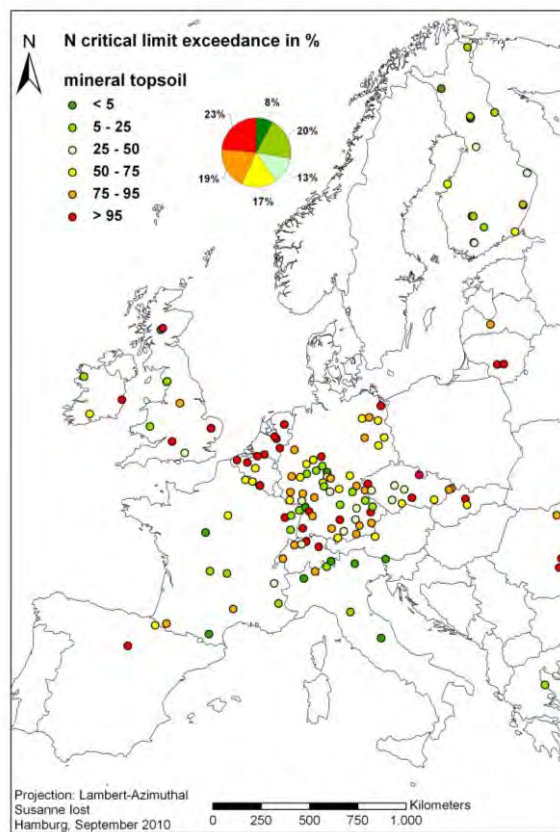 N
N critical limit exceedance in %
mineral topsoil
< 5
5 - 25
25 - 50
50 - 75
75 - 95
> 95
8%
20%
13%
17%
19%
23%
Projection: Lambert-Azimuthal
Susanne Iost
Hamburg, September 2010
Kilometers
0 250 500 750 1.000